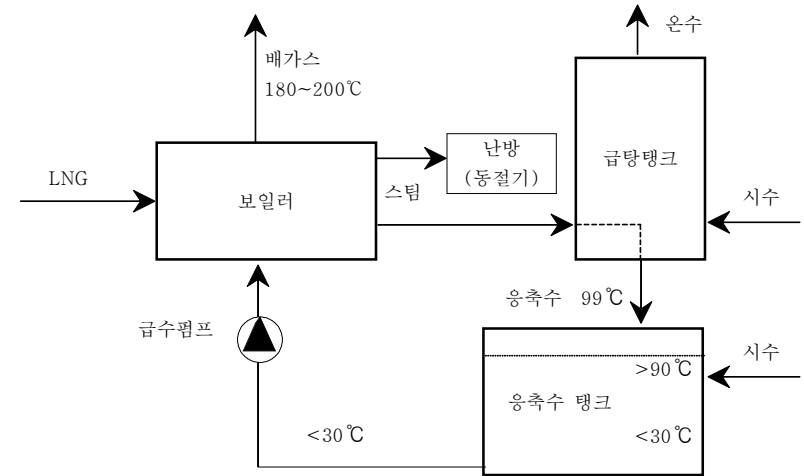 온수
배가스
180~200℃
난방
(동절기)
급탕탱크
LNG
보일러
스팀
시수
응축수 99℃
급수펌프
시수
>90℃
응축수 탱크
<30℃
<30℃